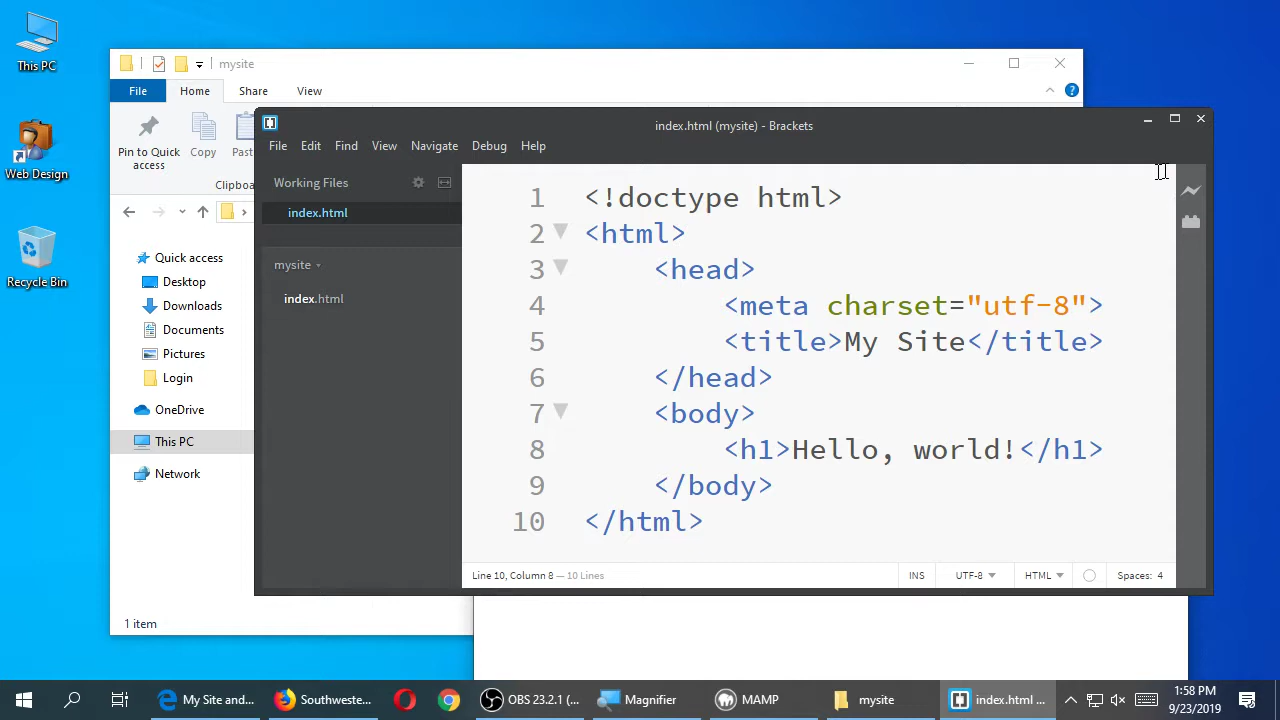 This PC
Web Design
Recycle Bin
mysite
File
Home
Share
View
Pin to Quick
access
Copy
Past
Clipboa
Quick access
Desktop
Downloads
Documents
Pictures
Login
OneDrive
This PC
Network
1 item
index.html (mysite) - Brackets
File Edit Find View Navigate Debug Help
Working Files
index.html
mysite
index.html
1 <!doctype html>
2 <html>
3 <head>
4 <meta charset="utf-8">
5 <title>My Site</title>
6 </head>
7 <body>
8 <h1>Hello, world!</h1>
9 </body>
10 </html>
Line 10, Column 8 — 10 Lines
INS
UTF-8
HTML
Spaces: 4
My Site and...
Southweste...
OBS 23.2.1 (...
Magnifier
MAMP
mysite
index.html ...
1:58 PM
9/23/2019